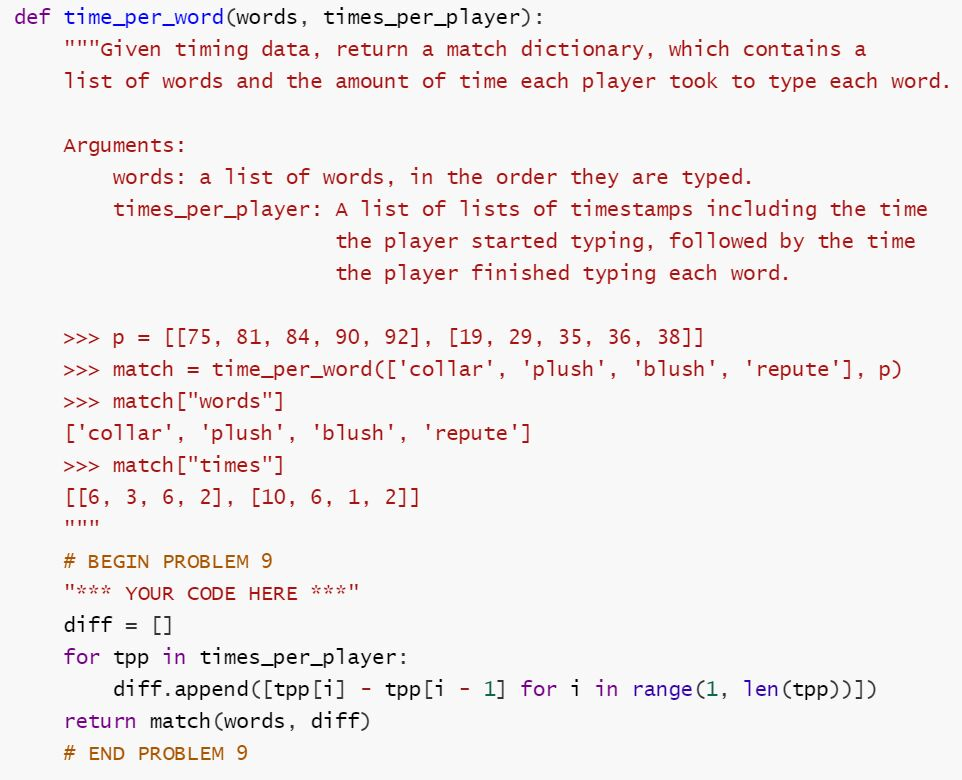 def time_per_word(words, times_per_player):
    """Given timing data, return a match dictionary, which contains a
    list of words and the amount of time each player took to type each word.

    Arguments:
        words: a list of words, in the order they are typed.
        times_per_player: A list of lists of timestamps including the time
                          the player started typing, followed by the time
                          the player finished typing each word.

    >>> p = [[75, 81, 84, 90, 92], [19, 29, 35, 36, 38]]
    >>> match = time_per_word(['collar', 'plush', 'blush', 'repute'], p)
    >>> match["words"]
    ['collar', 'plush', 'blush', 'repute']
    >>> match["times"]
    [[6, 3, 6, 2], [10, 6, 1, 2]]
    """
    # BEGIN PROBLEM 9
    "*** YOUR CODE HERE ***"
    diff = []
    for tpp in times_per_player:
        diff.append([tpp[i] - tpp[i - 1] for i in range(1, len(tpp))])
    return match(words, diff)
    # END PROBLEM 9